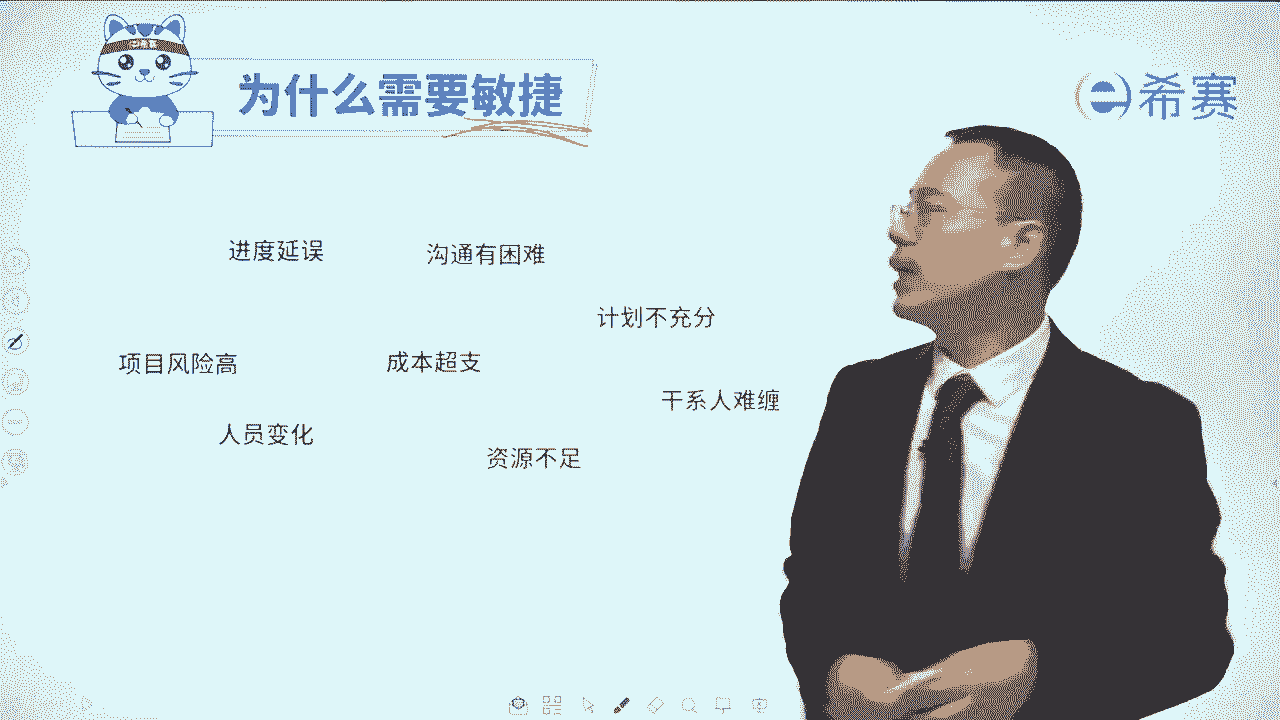 为什么需要敏捷
希赛
进度延误
沟通有困难
计划不充分
项目风险高
成本超支
干系人难缠
人员变化
资源不足